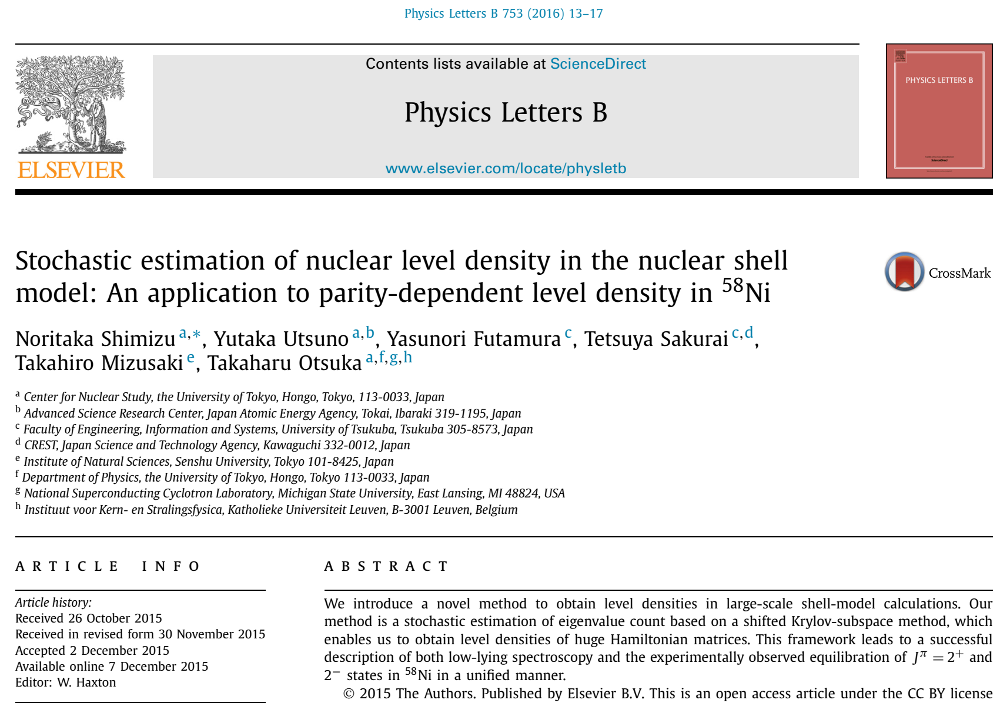 Physics Letters B 753 (2016) 13–17
Contents lists available at ScienceDirect
Physics Letters B
www.elsevier.com/locate/physletb
NON SOLUS
ELSEVIER
PHYSICS LETTERS B
ScienceDirect
Stochastic estimation of nuclear level density in the nuclear shell
model: An application to parity-dependent level density in ⁵⁸Ni
CrossMark
Noritaka Shimizu a,∗, Yutaka Utsuno a,b, Yasunori Futamura c, Tetsuya Sakurai c,d,
Takahiro Mizusaki e, Takaharu Otsuka a,f,g,h
a Center for Nuclear Study, the University of Tokyo, Hongo, Tokyo, 113-0033, Japan
b Advanced Science Research Center, Japan Atomic Energy Agency, Tokai, Ibaraki 319-1195, Japan
c Faculty of Engineering, Information and Systems, University of Tsukuba, Tsukuba 305-8573, Japan
d CREST, Japan Science and Technology Agency, Kawaguchi 332-0012, Japan
e Institute of Natural Sciences, Senshu University, Tokyo 101-8425, Japan
f Department of Physics, the University of Tokyo, Hongo, Tokyo 113-0033, Japan
g National Superconducting Cyclotron Laboratory, Michigan State University, East Lansing, MI 48824, USA
h Instituut voor Kern- en Stralingsfysica, Katholieke Universiteit Leuven, B-3001 Leuven, Belgium
ARTICLE INFO
Article history:
Received 26 October 2015
Received in revised form 30 November 2015
Accepted 2 December 2015
Available online 7 December 2015
Editor: W. Haxton
ABSTRACT
We introduce a novel method to obtain level densities in large-scale shell-model calculations. Our
method is a stochastic estimation of eigenvalue count based on a shifted Krylov-subspace method, which
enables us to obtain level densities of huge Hamiltonian matrices. This framework leads to a successful
description of both low-lying spectroscopy and the experimentally observed equilibration of Jπ = 2⁺ and
2⁻ states in ⁵⁸Ni in a unified manner.
© 2015 The Authors. Published by Elsevier B.V. This is an open access article under the CC BY license